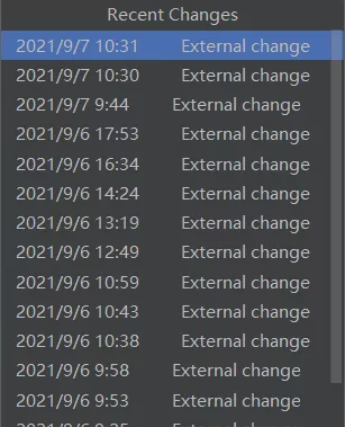 Recent Changes
2021/9/7 10:31 External change
2021/9/7 10:30 External change
2021/9/7 9:44 External change
2021/9/6 17:53 External change
2021/9/6 16:34 External change
2021/9/6 14:24 External change
2021/9/6 13:19 External change
2021/9/6 12:49 External change
2021/9/6 10:59 External change
2021/9/6 10:43 External change
2021/9/6 10:38 External change
2021/9/6 9:58 External change
2021/9/6 9:53 External change